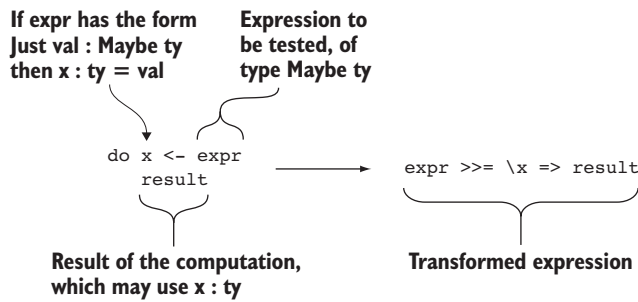 If expr has the form
Just val : Maybe ty
then x : ty = val
Expression to
be tested, of
type Maybe ty
do x <- expr
result
expr >>= \x => result
Result of the computation,
which may use x : ty
Transformed expression